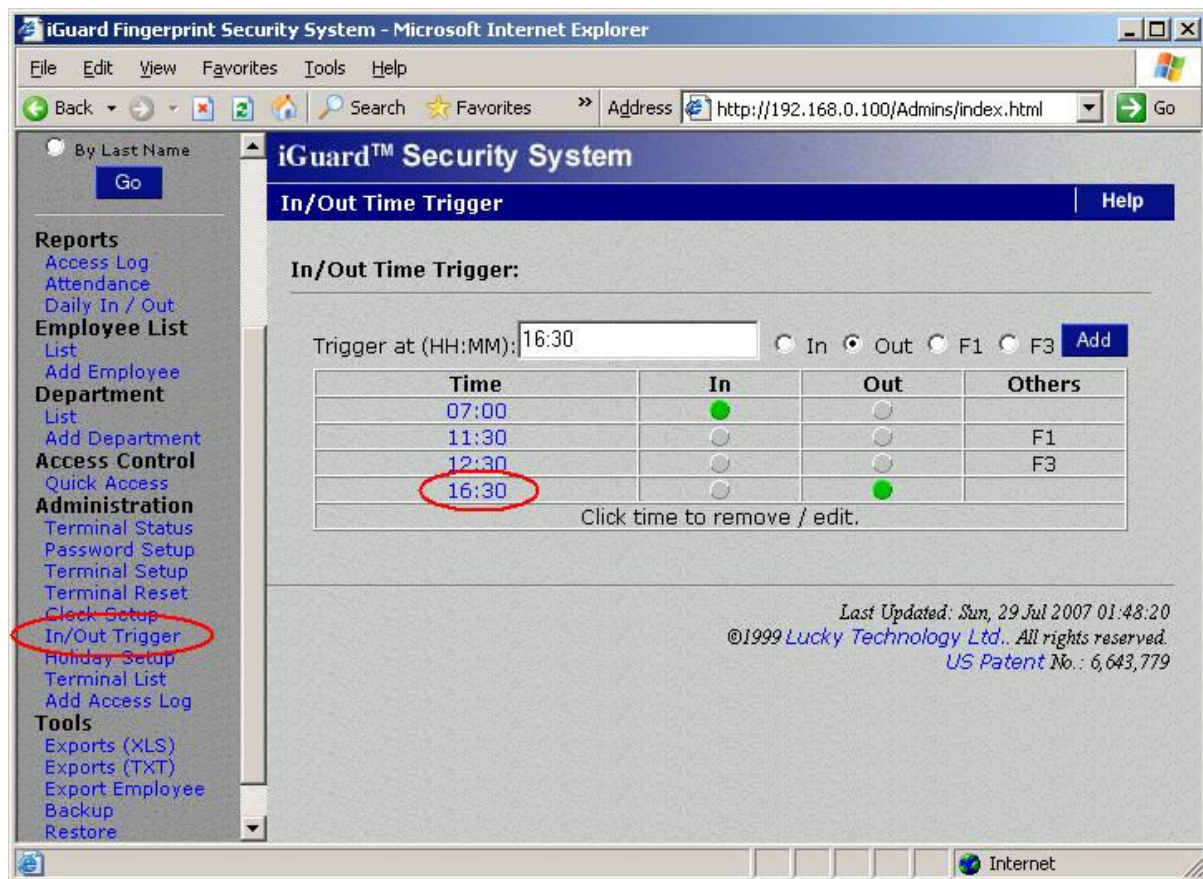 iGuard Fingerprint Security System - Microsoft Internet Explorer
File Edit View Favorites Tools Help
Back Search Favorites » Address http://192.168.0.100/Admins/index.html Go
By Last Name
Go
Reports
Access Log
Attendance
Daily In / Out
Employee List
List
Add Employee
Department
List
Add Department
Access Control
Quick Access
Administration
Terminal Status
Password Setup
Terminal Setup
Terminal Reset
Clock Setup
In/Out Trigger
Holiday Setup
Terminal List
Add Access Log
Tools
Exports (XLS)
Exports (TXT)
Export Employee
Backup
Restore
iGuard™ Security System
In/Out Time Trigger Help
In/Out Time Trigger:
Trigger at (HH:MM): 16:30 In Out F1 F3 Add
Time In Out Others
07:00
11:30 F1
12:30 F3
16:30
Click time to remove / edit.
Last Updated: Sun, 29 Jul 2007 01:48:20
©1999 Lucky Technology Ltd.. All rights reserved.
US Patent No.: 6,643,779
Internet